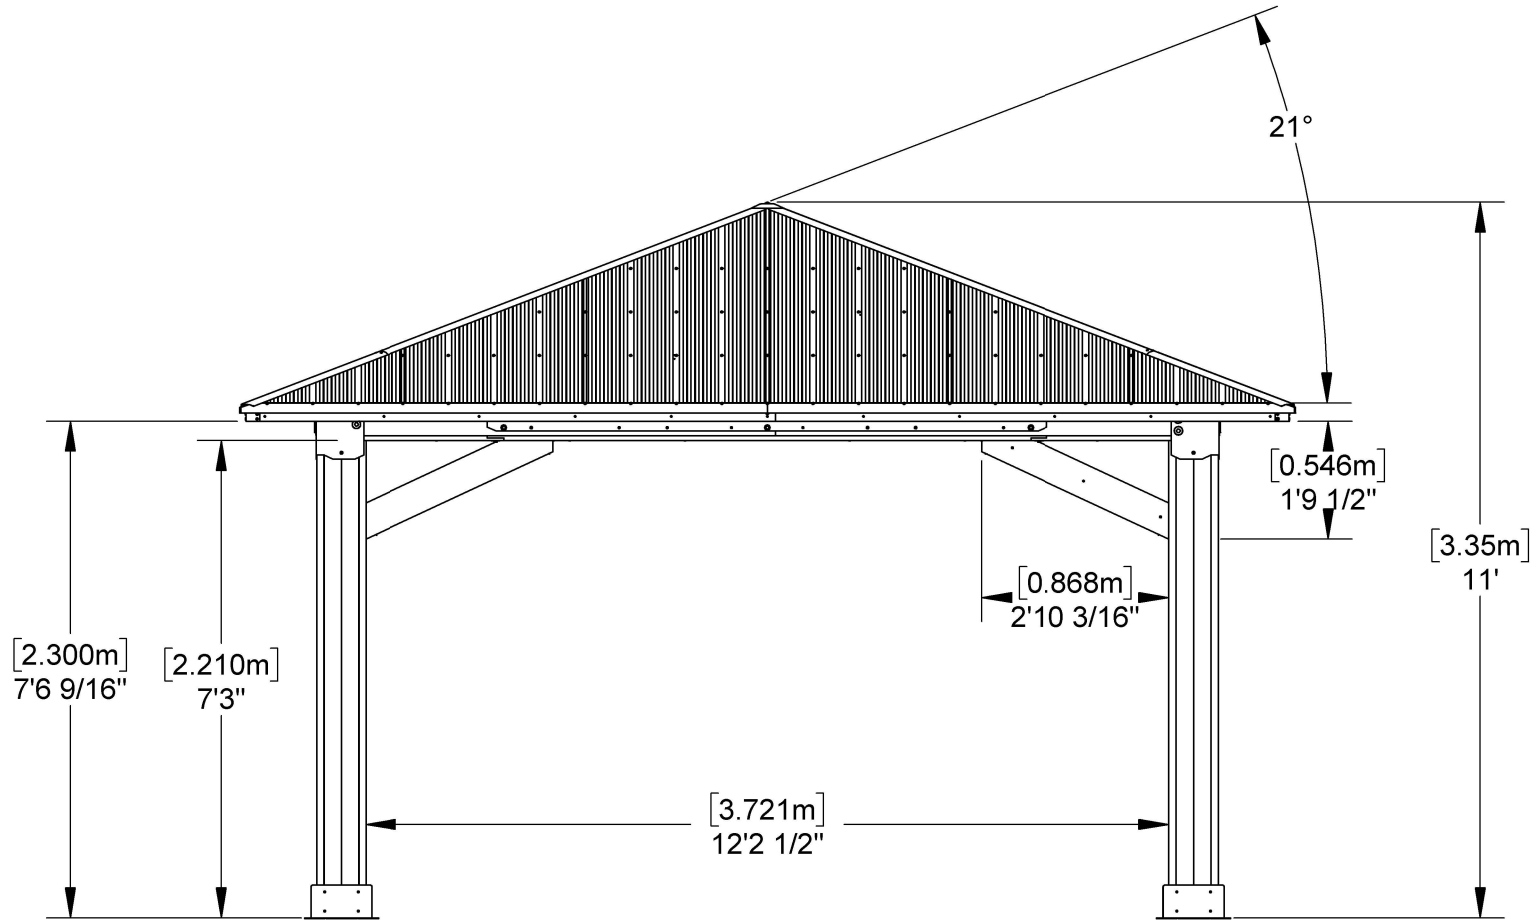 21°
[0.546m]
1'9 1/2"
[3.35m]
11'
[0.868m]
2'10 3/16"
[2.300m]
7'6 9/16"
[2.210m]
7'3"
[3.721m]
12'2 1/2"